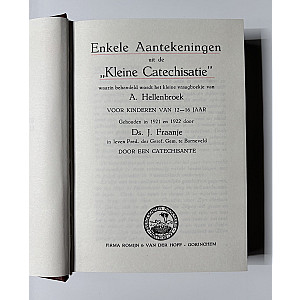 Enkele Aantekeningen
uit de
„Kleine Catechisatie"
waarin behandeld wordt het kleine vraagboekje van
A. Hellenbroek
VOOR KINDEREN VAN 12—16 JAAR
Gehouden in 1921 en 1922 door
Ds. J. Fraanje
in leven Pred. der Geref. Gem. te Barneveld
DOOR EEN CATECHISANTE
FIRMA ROMIJN & VAN DER HOFF - GORINCHEM